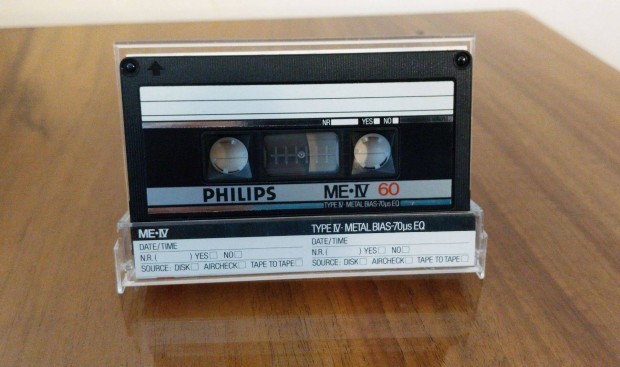 NR YES NO
PHILIPS ME•IV 60
TYPE IV · METAL BIAS-70µs EQ
ME•IV TYPE IV · METAL BIAS-70µs EQ
DATE/TIME DATE/TIME
N.R. ( ) YES NO N.R. ( ) YES NO
SOURCE: DISK AIRCHECK TAPE TO TAPE SOURCE: DISK AIRCHECK TAPE TO TAPE